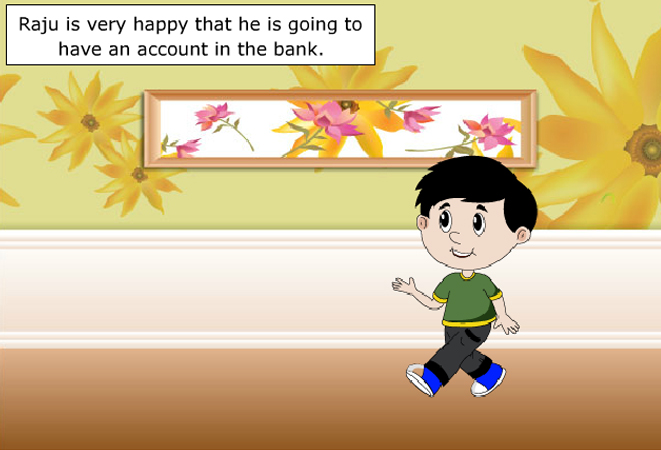 Raju is very happy that he is going to
have an account in the bank.